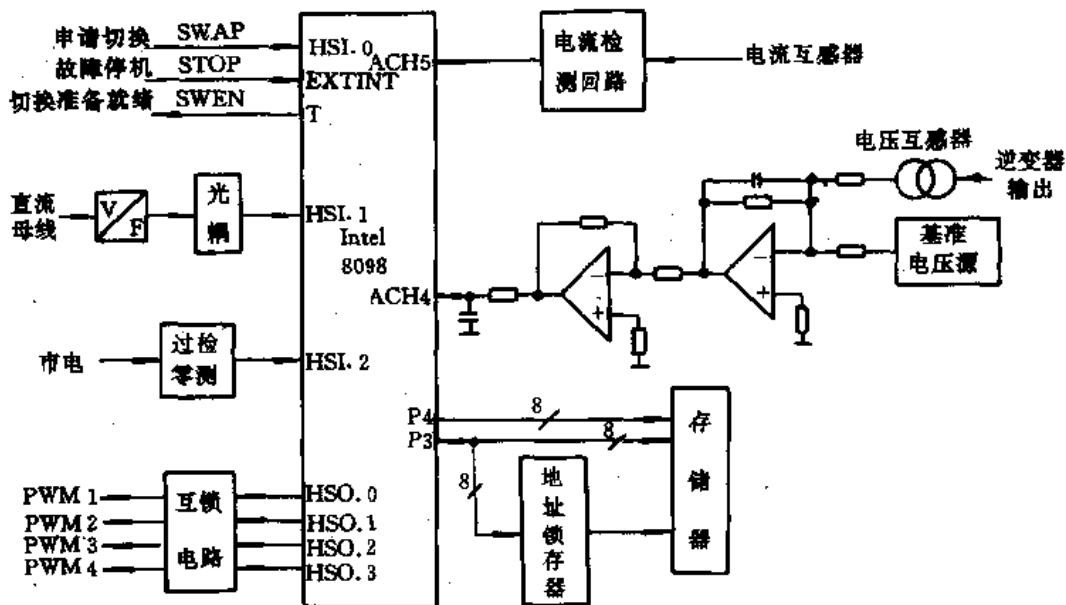 申请切换 SWAP
故障停机 STOP
切换准备就绪 SWEN
HSI.0
EXTINT
T
ACH5
电流检
测回路
电流互感器
电压互感器
逆变器
输出
基准
电压源
直流
母线
V
F
光
耦
HSI.1
Intel
8098
ACH4
市电
过检
零测
HSI.2
P4
P3
8
8
8
存
储
器
地
址
锁
存
器
PWM 1
PWM 2
PWM 3
PWM 4
互锁
电路
HSO.0
HSO.1
HSO.2
HSO.3
−
+
−
+